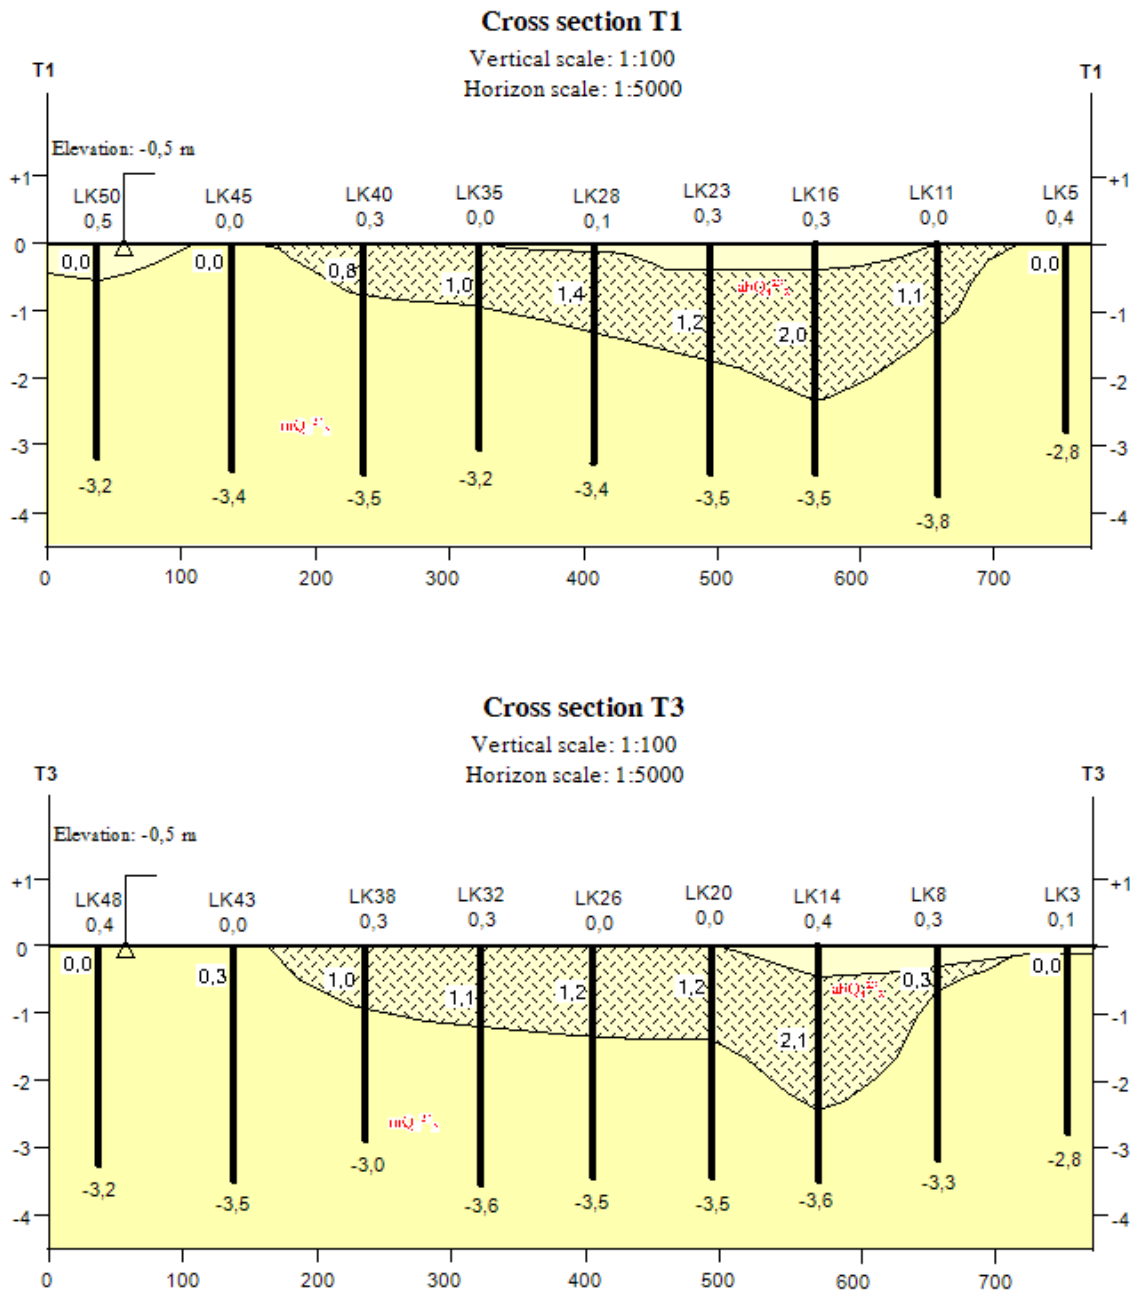 Cross section T1
Vertical scale: 1:100
Horizon scale: 1:5000
T1 T1
Elevation: -0,5 m
+1 +1
LK50 LK45 LK40 LK35 LK28 LK23 LK16 LK11 LK5
0,5 0,0 0,3 0,0 0,1 0,3 0,3 0,0 0,4
0 0
0,0 0,0 0,8 1,0 1,4 1,2 2,0 1,1 0,0
-1 -1
-2 -2
-3 -3
-3,2 -3,4 -3,5 -3,2 -3,4 -3,5 -3,5 -3,8 -2,8
-4 -4
0 100 200 300 400 500 600 700
Cross section T3
Vertical scale: 1:100
Horizon scale: 1:5000
T3 T3
Elevation: -0,5 m
+1 +1
LK48 LK43 LK38 LK32 LK26 LK20 LK14 LK8 LK3
0,4 0,0 0,3 0,3 0,0 0,0 0,4 0,3 0,1
0
0,0 0,3 1,0 1,1 1,2 1,2 2,1 0,3 0,0
-1 -1
-2 -2
-3 -3
-3,2 -3,5 -3,0 -3,6 -3,5 -3,5 -3,6 -3,3 -2,8
-4 -4
0 100 200 300 400 500 600 700